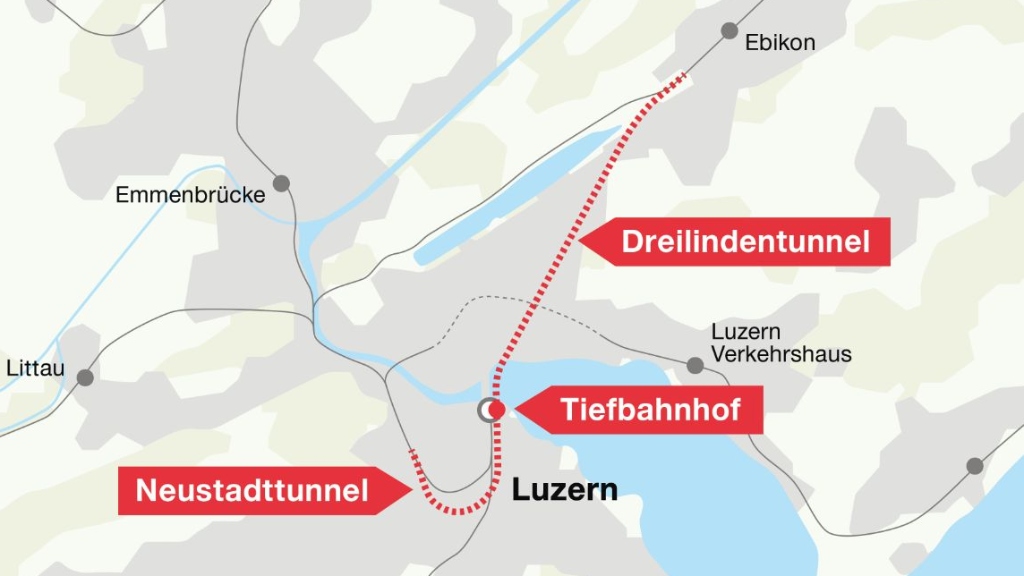 Ebikon
Emmenbrücke
Dreilindentunnel
Luzern
Verkehrshaus
Littau
Tiefbahnhof
Neustadttunnel
Luzern